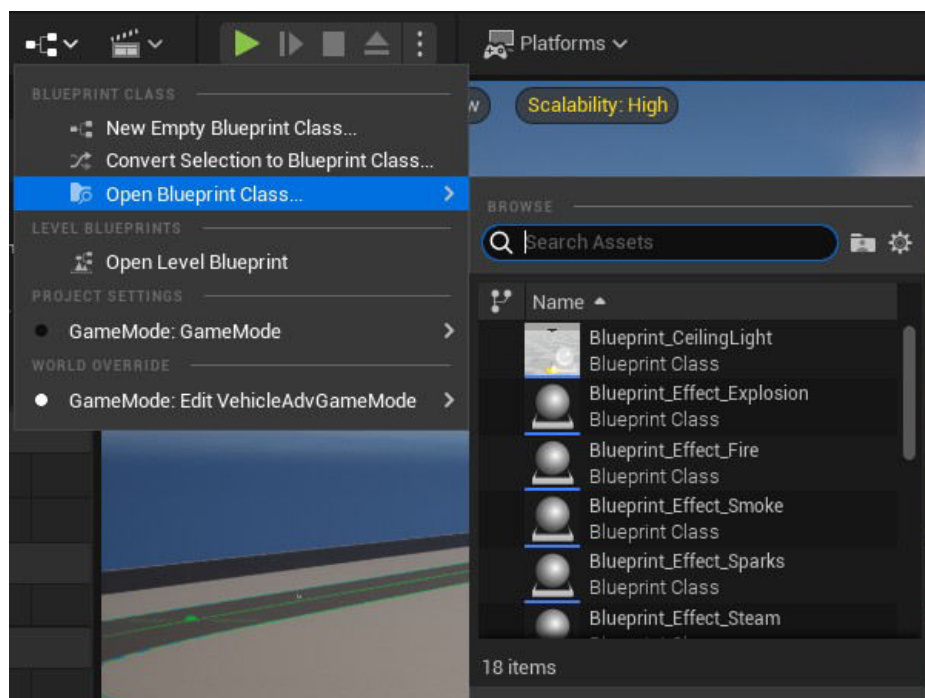 Platforms
BLUEPRINT CLASS
New Empty Blueprint Class...
Convert Selection to Blueprint Class...
Open Blueprint Class...
LEVEL BLUEPRINTS
Open Level Blueprint
PROJECT SETTINGS
GameMode: GameMode
WORLD OVERRIDE
GameMode: Edit VehicleAdvGameMode
Scalability: High
BROWSE
Search Assets
Name
Blueprint_CeilingLight
Blueprint Class
Blueprint_Effect_Explosion
Blueprint Class
Blueprint_Effect_Fire
Blueprint Class
Blueprint_Effect_Smoke
Blueprint Class
Blueprint_Effect_Sparks
Blueprint Class
Blueprint_Effect_Steam
18 items